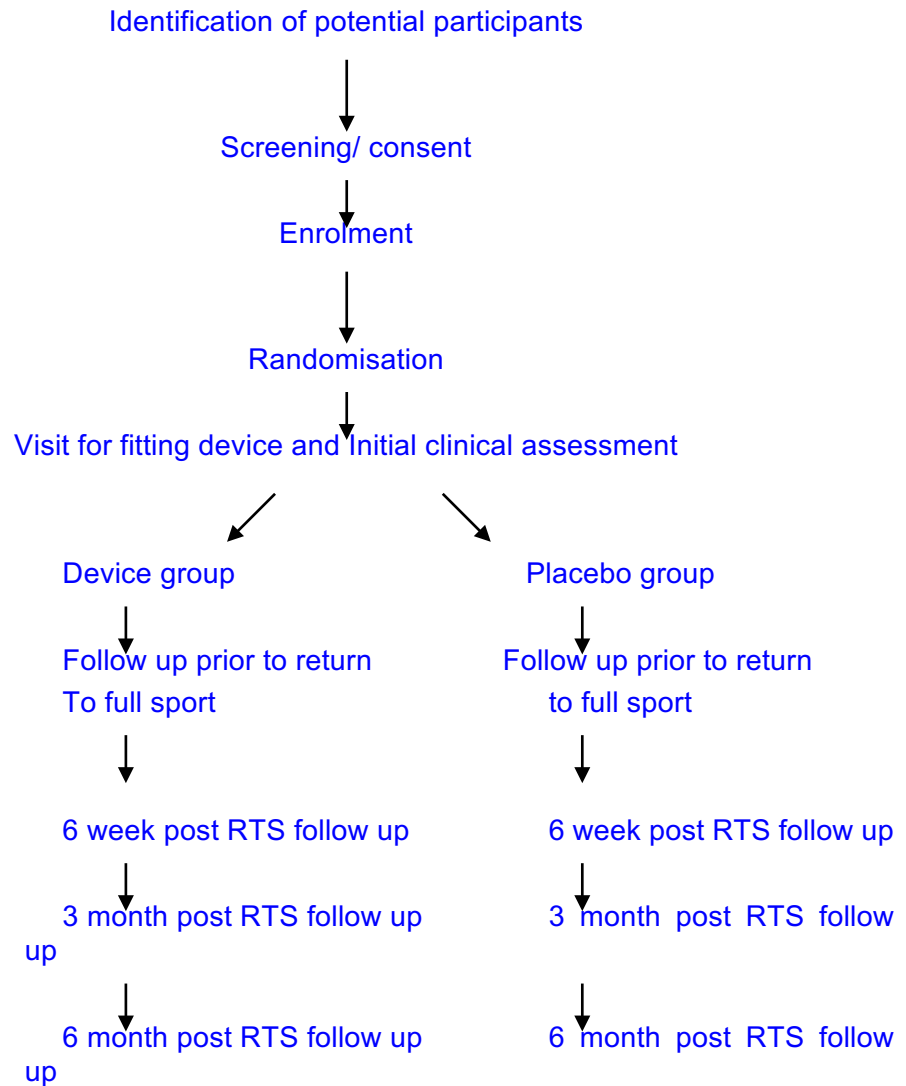 Identification of potential participants
Screening/ consent
Enrolment
Randomisation
Visit for fitting device and Initial clinical assessment
Device group Placebo group
Follow up prior to return Follow up prior to return
To full sport to full sport
6 week post RTS follow up 6 week post RTS follow up
3 month post RTS follow up 3 month post RTS follow
up
6 month post RTS follow up 6 month post RTS follow
up